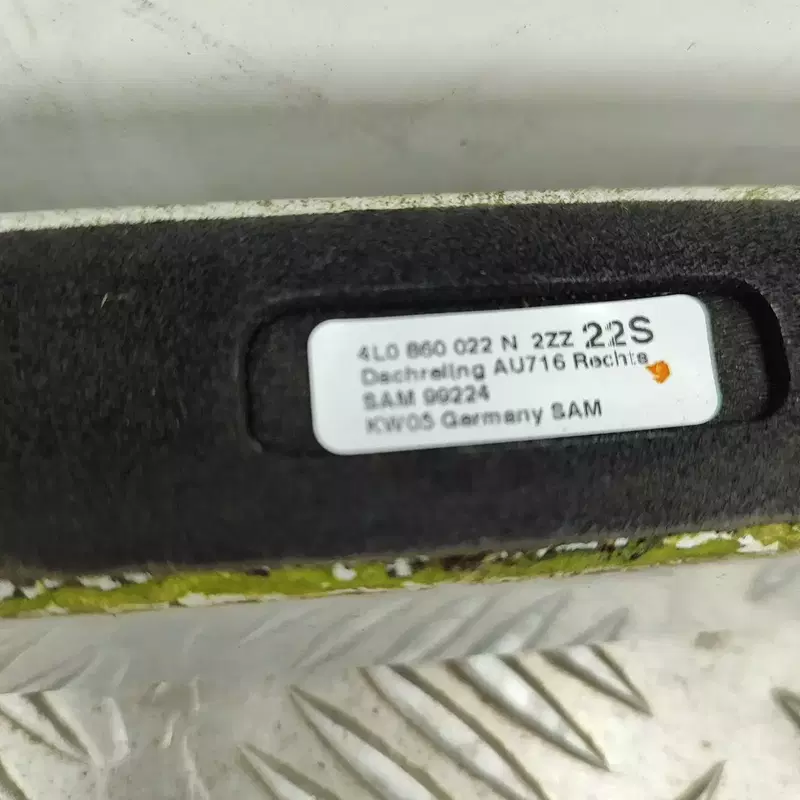 4L0 860 022 N 2ZZ 22S
Dachreling AU716 Rechts
SAM 99224
KW05 Germany SAM